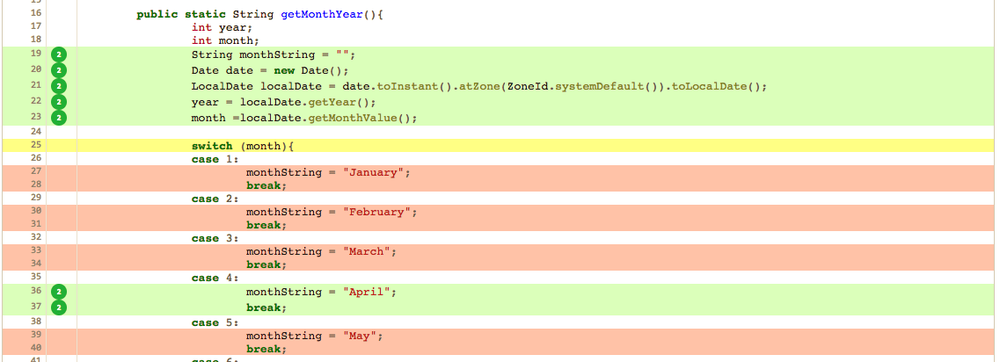 15
16 public static String getMonthYear(){
17 int year;
18 int month;
19 2 String monthString = "";
20 2 Date date = new Date();
21 2 LocalDate localDate = date.toInstant().atZone(ZoneId.systemDefault()).toLocalDate();
22 2 year = localDate.getYear();
23 2 month =localDate.getMonthValue();
24
25 switch (month){
26 case 1:
27 monthString = "January";
28 break;
29 case 2:
30 monthString = "February";
31 break;
32 case 3:
33 monthString = "March";
34 break;
35 case 4:
36 2 monthString = "April";
37 2 break;
38 case 5:
39 monthString = "May";
40 break;
41 case 6: